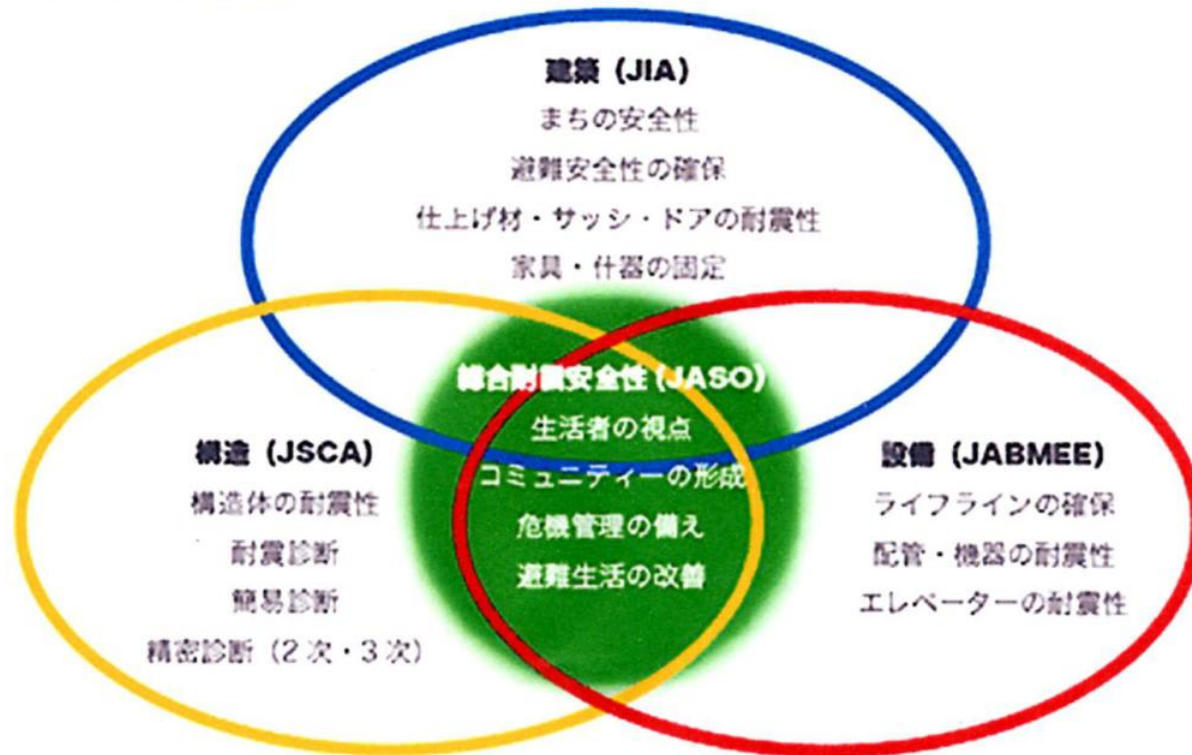 建築 (JIA)
まちの安全性
避難安全性の確保
仕上げ材・サッシ・ドアの耐震性
家具・什器の固定
総合耐震安全性 (JASO)
生活者の視点
コミュニティーの形成
危機管理の備え
避難生活の改善
構造 (JSCA)
構造体の耐震性
耐震診断
簡易診断
精密診断 (2次・3次)
設備 (JABMEE)
ライフラインの確保
配管・機器の耐震性
エレベーターの耐震性